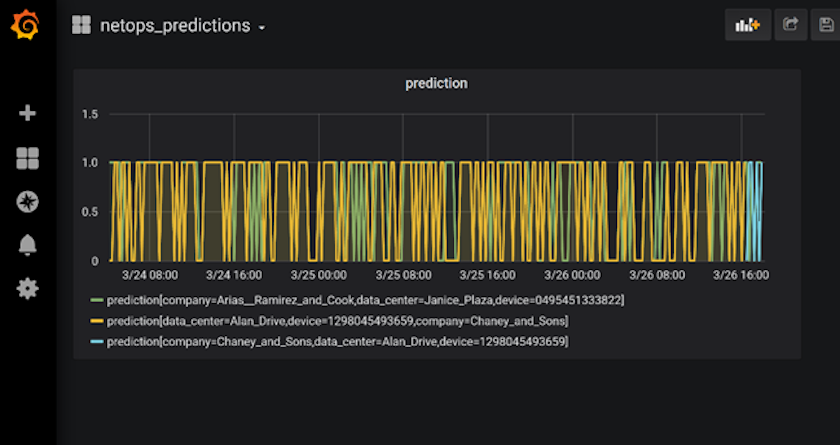 netops_predictions
prediction
1.5
1.0
0.5
0
3/24 08:00 3/24 16:00 3/25 00:00 3/25 08:00 3/25 16:00 3/26 00:00 3/26 08:00 3/26 16:00
prediction[company=Arias__Ramirez_and_Cook,data_center=Janice_Plaza,device=0495451333822]
prediction[data_center=Alan_Drive,device=1298045493659,company=Chaney_and_Sons]
prediction[company=Chaney_and_Sons,data_center=Alan_Drive,device=1298045493659]